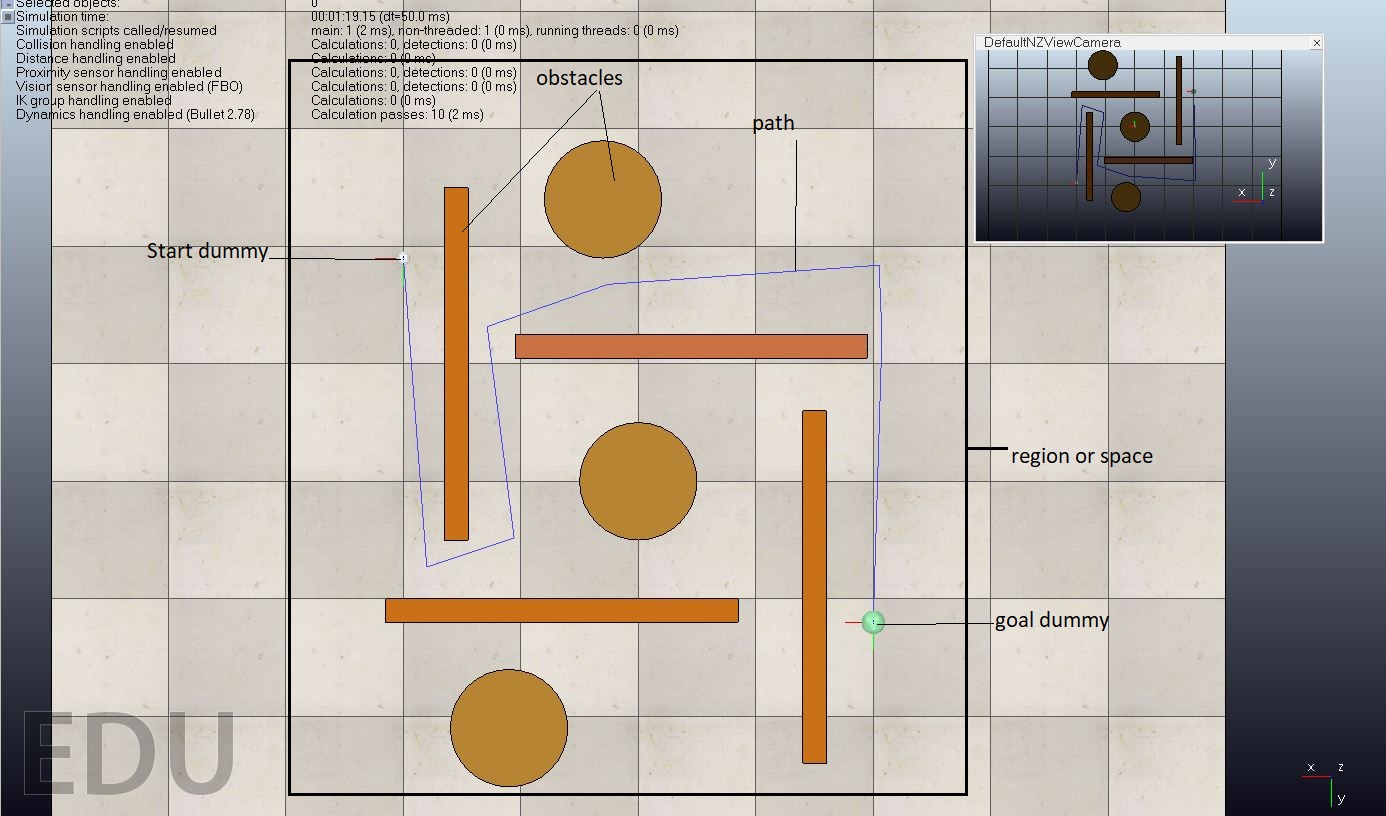 Selected objects: 0
Simulation time: 00:01:19.15 (dt=50.0 ms)
Simulation scripts called/resumed main: 1 (2 ms), non-threaded: 1 (0 ms), running threads: 0 (0 ms)
Collision handling enabled Calculations: 0, detections: 0 (0 ms)
Distance handling enabled Calculations: 0 (0 ms)
Proximity sensor handling enabled Calculations: 0, detections: 0 (0 ms)
Vision sensor handling enabled (FBO) Calculations: 0, detections: 0 (0 ms)
IK group handling enabled Calculations: 0 (0 ms)
Dynamics handling enabled (Bullet 2.78) Calculation passes: 10 (2 ms)
DefaultNZViewCamera
obstacles
path
y
x z
Start dummy
region or space
goal dummy
EDU
x z
y